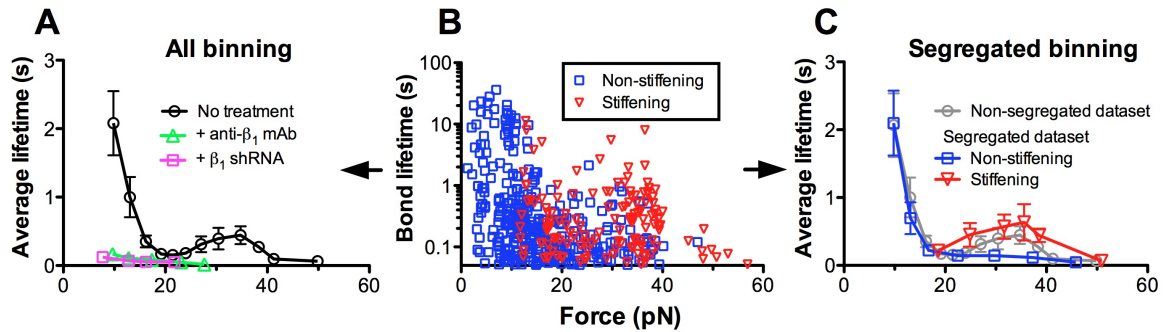 A
All binning
Average lifetime (s)
3
2
1
0
0
20
40
60
No treatment
+ anti-β₁ mAb
+ β₁ shRNA
B
Bond lifetime (s)
100
10
1
0.1
0
20
40
60
Non-stiffening
Stiffening
Force (pN)
C
Segregated binning
Average lifetime (s)
3
2
1
0
0
20
40
60
Non-segregated dataset
Segregated dataset
Non-stiffening
Stiffening